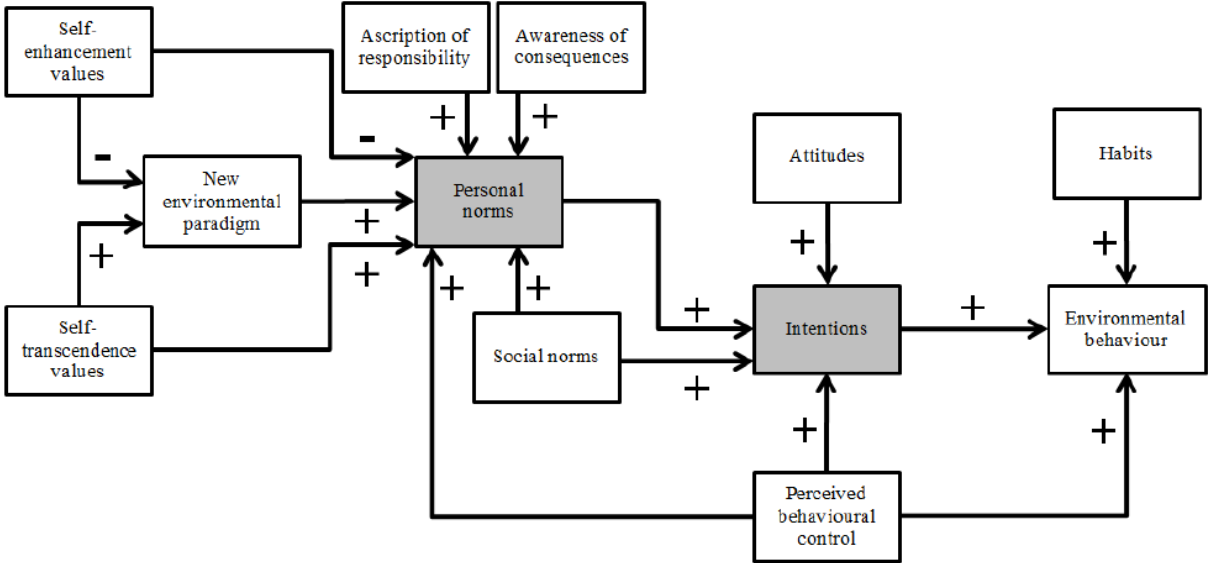 Self-
enhancement
values
Ascription of
responsibility
Awareness of
consequences
+
+
-
-
New
environmental
paradigm
Personal
norms
Attitudes
Habits
+
+
+
+
+
+
+
+
Self-
transcendence
values
Social norms
+
+
Intentions
+
Environmental
behaviour
+
+
Perceived
behavioural
control